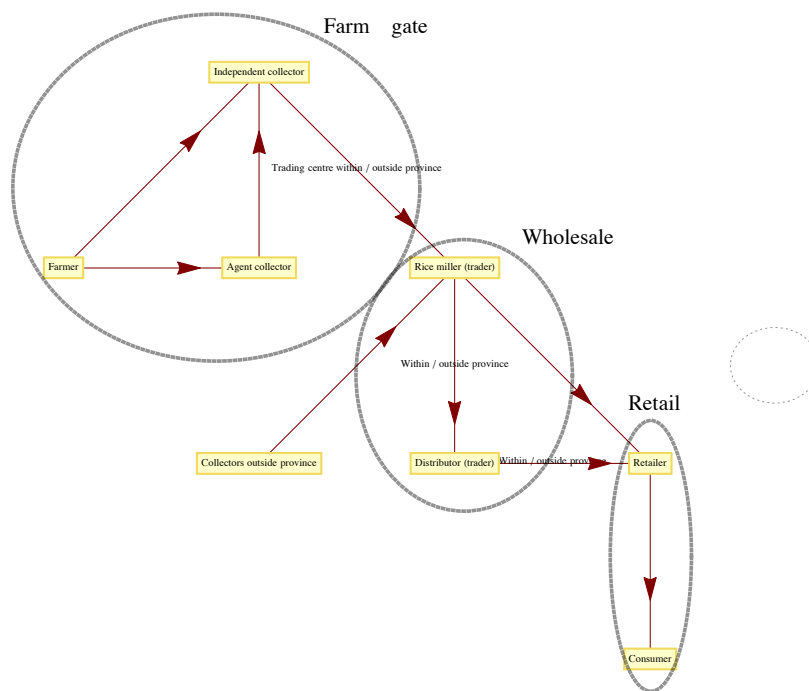 Farm gate
Independent collector
Trading centre within / outside province
Wholesale
Farmer
Agent collector
Rice miller (trader)
Within / outside province
Retail
Collectors outside province
Distributor (trader)
Within / outside province
Retailer
Consumer